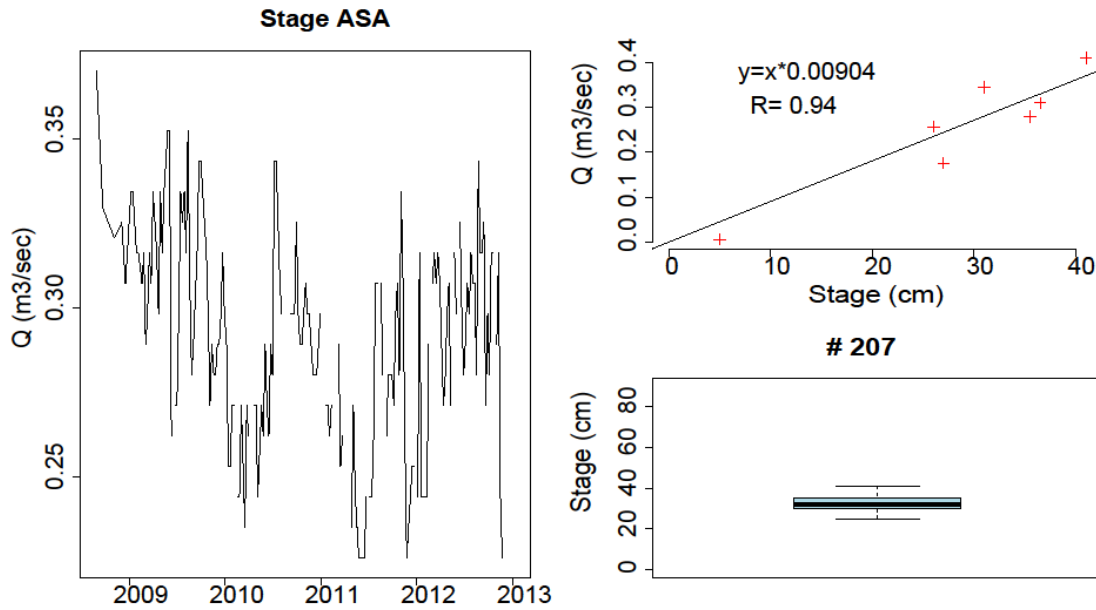 Stage ASA
Q (m3/sec)
0.35
0.30
0.25
2009 2010 2011 2012 2013
y=x*0.00904
R= 0.94
Q (m3/sec)
0.4
0.3
0.2
0.1
0.0
0 10 20 30 40
Stage (cm)
# 207
Stage (cm)
80
60
40
20
0